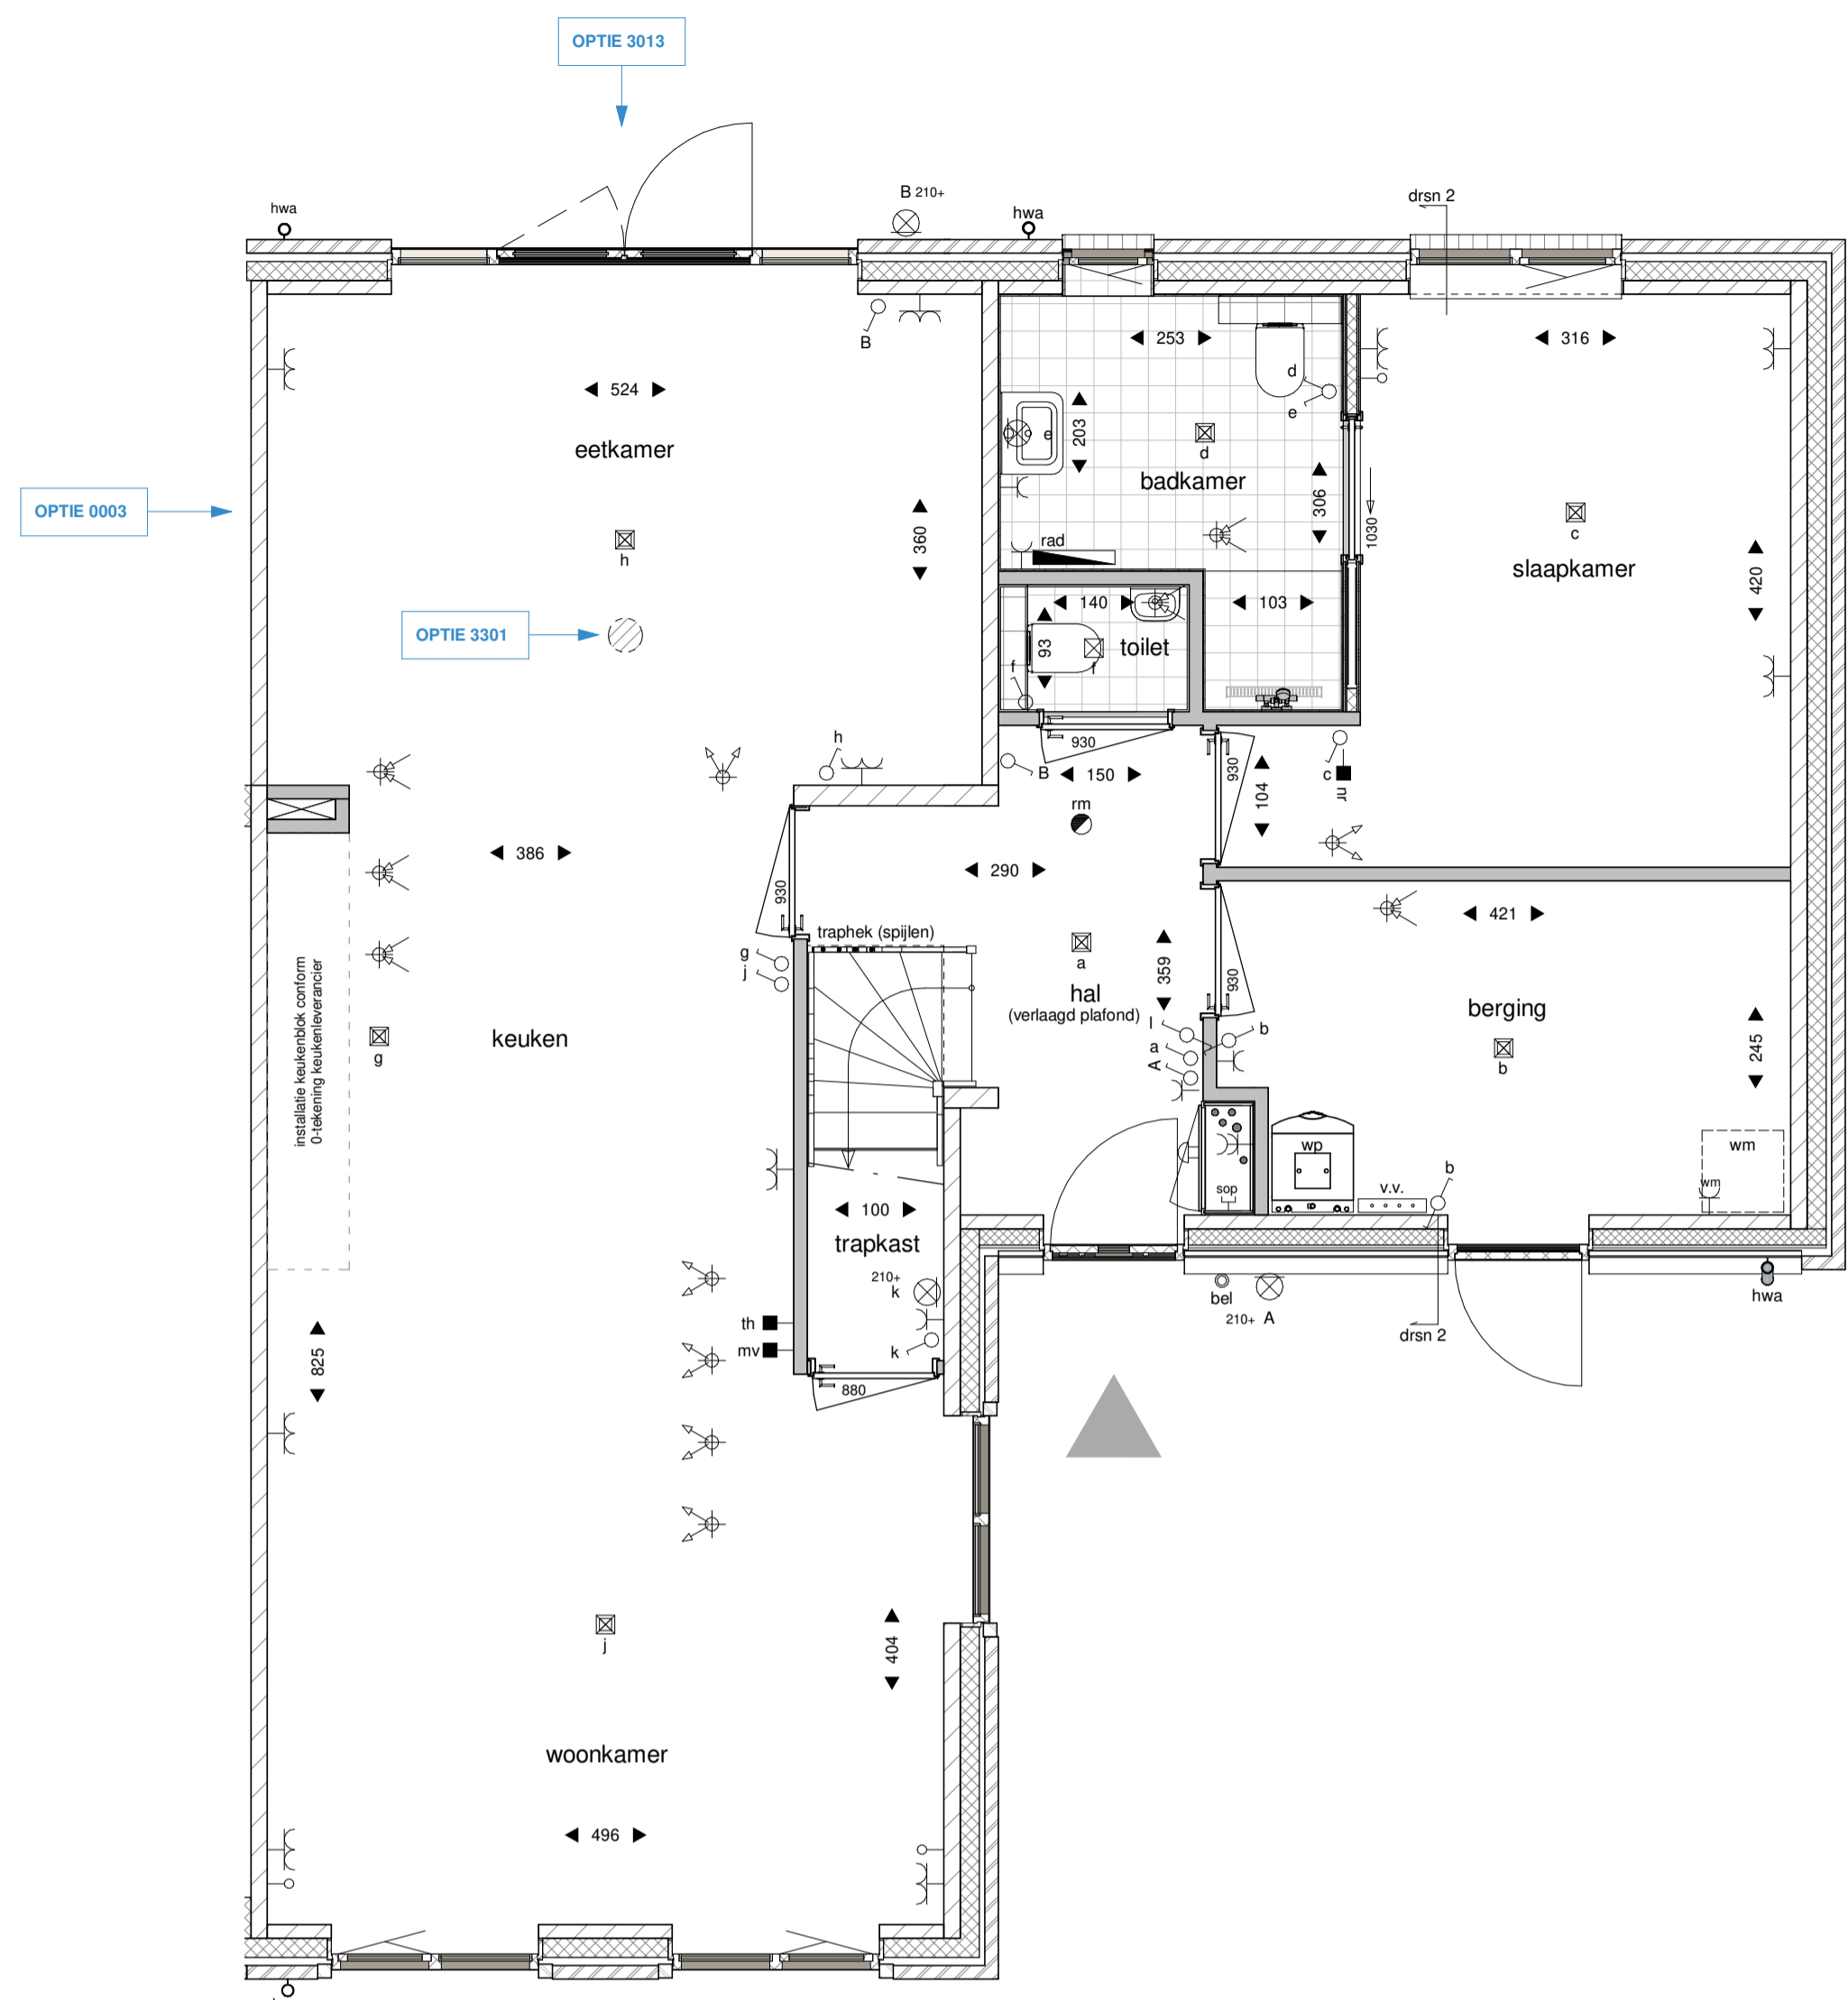 OPTIE 3013
B 210+
hwa
hwa
drsn 2
B
253
316
524
d
e
eetkamer
203
e
d
badkamer
306
1030
OPTIE 0003
360
h
c
slaapkamer
rad
420
OPTIE 3301
140
103
93
toilet
f
f
h
930
B
150
930
104
c
ru
rm
386
290
930
421
traphek (spijlen)
g
j
a
359
930
hal
(verlaagd plafond)
berging
installatie keukenblok conform
0-tekening keukenleverancier
keuken
g
l
a
A
b
b
245
wp
wm
wm
sop
v.v.
b
100
trapkast
210+
k
bel
210+ A
hwa
drsn 2
th
mv
k
825
880
j
404
woonkamer
496